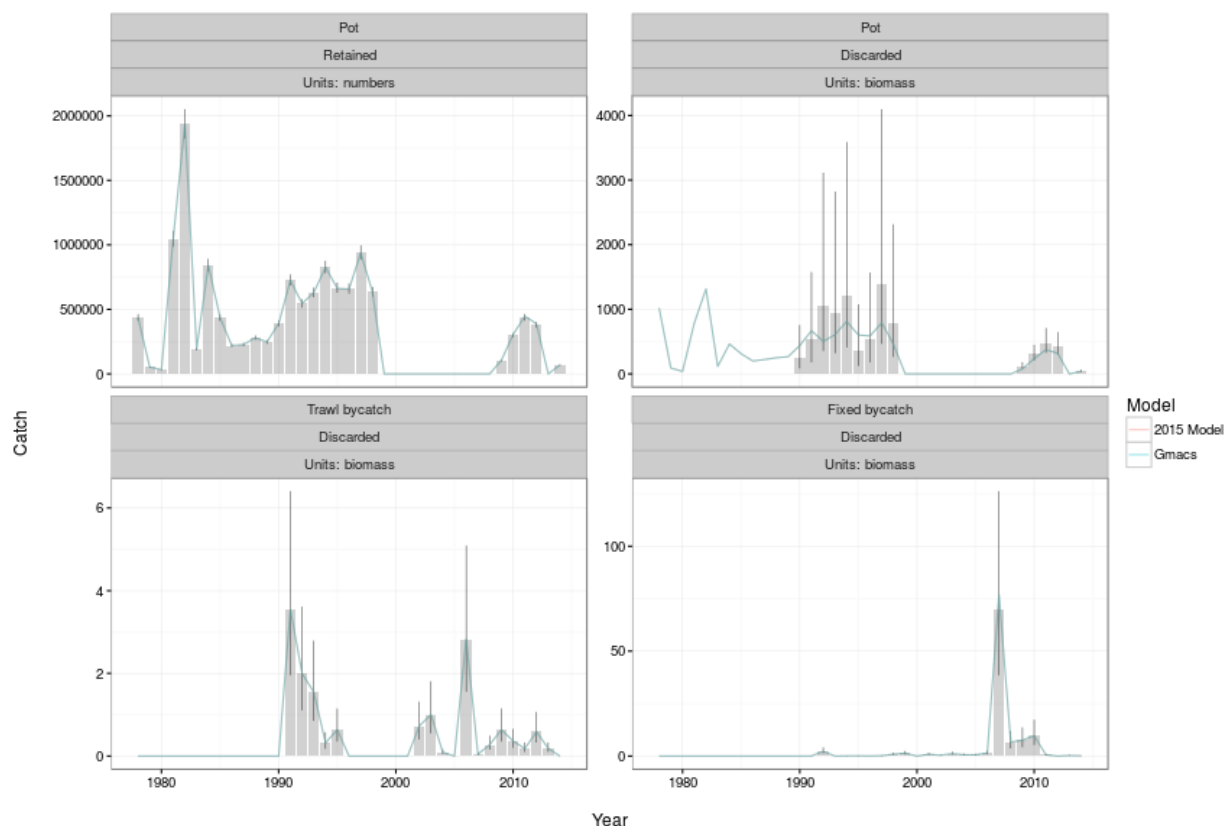 Pot
Retained
Units: numbers
Pot
Discarded
Units: biomass
2000000
1500000
1000000
500000
0
4000
3000
2000
1000
0
Catch
Trawl bycatch
Discarded
Units: biomass
Fixed bycatch
Discarded
Units: biomass
Model
2015 Model
Gmacs
6
4
2
0
100
50
0
1980 1990 2000 2010
1980 1990 2000 2010
Year